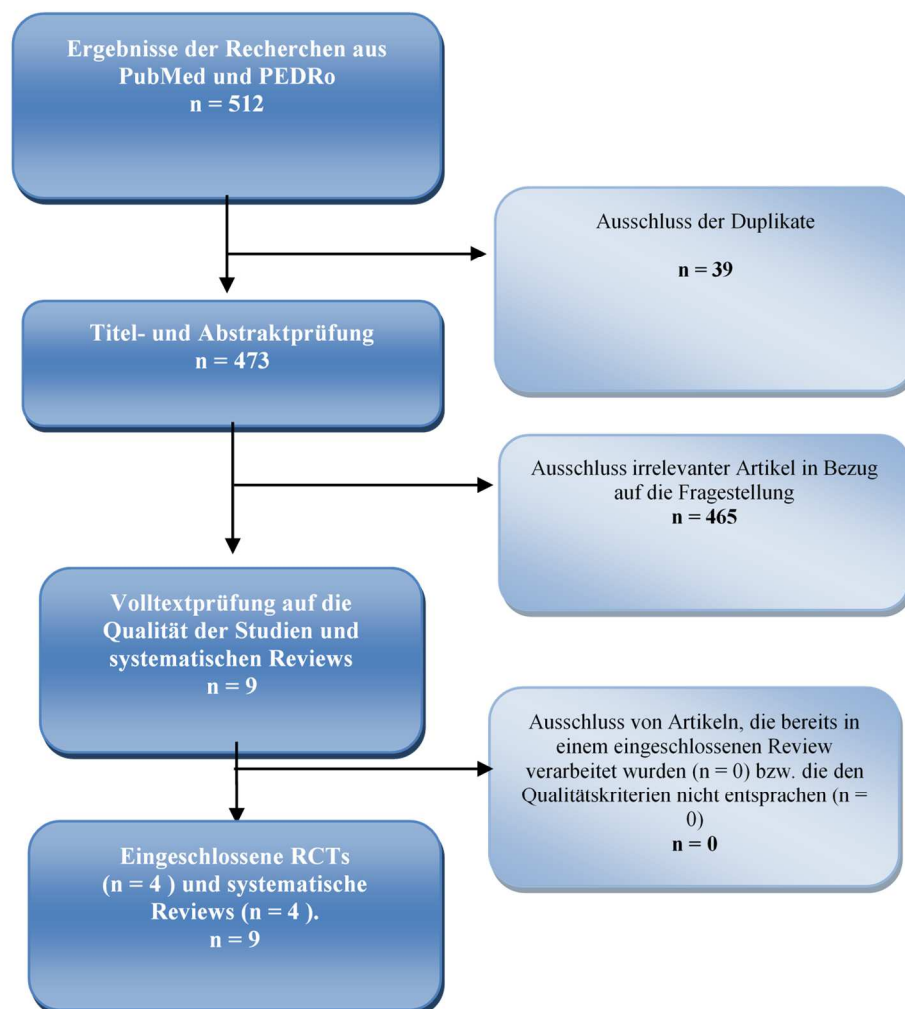 Ergebnisse der Recherchen aus
PubMed und PEDRo
n = 512
Ausschluss der Duplikate
n = 39
Titel- und Abstraktprüfung
n = 473
Ausschluss irrelevanter Artikel in Bezug
auf die Fragestellung
n = 465
Volltextprüfung auf die
Qualität der Studien und
systematischen Reviews
n = 9
Ausschluss von Artikeln, die bereits in
einem eingeschlossenen Review
verarbeitet wurden (n = 0) bzw. die den
Qualitätskriterien nicht entsprachen (n =
0)
n = 0
Eingeschlossene RCTs
(n = 4 ) und systematische
Reviews (n = 4 ).
n = 9